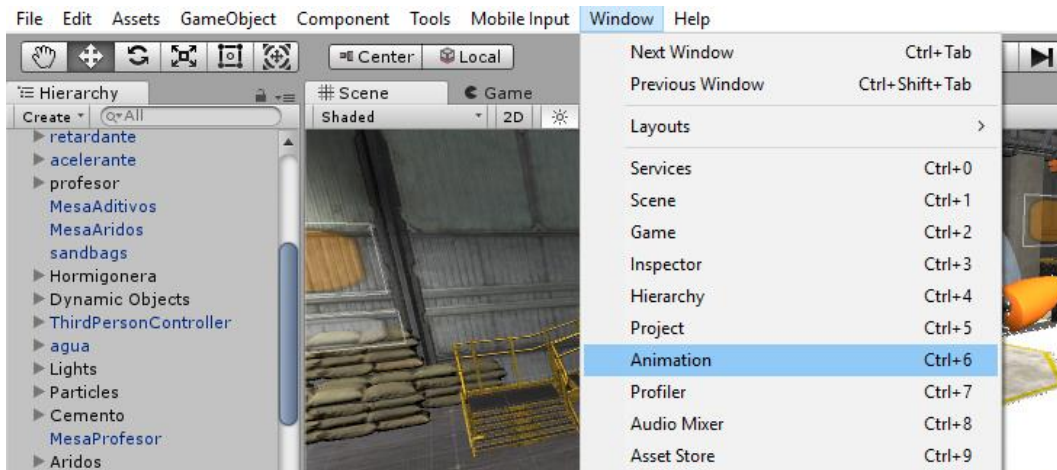 File Edit Assets GameObject Component Tools Mobile Input Window Help
Center Local
Hierarchy
Create All
retardante
acelerante
profesor
MesaAditivos
MesaAridos
sandbags
Hormigonera
Dynamic Objects
ThirdPersonController
agua
Lights
Particles
Cemento
MesaProfesor
Aridos
Scene Game
Shaded 2D
Next Window Ctrl+Tab
Previous Window Ctrl+Shift+Tab
Layouts
Services Ctrl+0
Scene Ctrl+1
Game Ctrl+2
Inspector Ctrl+3
Hierarchy Ctrl+4
Project Ctrl+5
Animation Ctrl+6
Profiler Ctrl+7
Audio Mixer Ctrl+8
Asset Store Ctrl+9